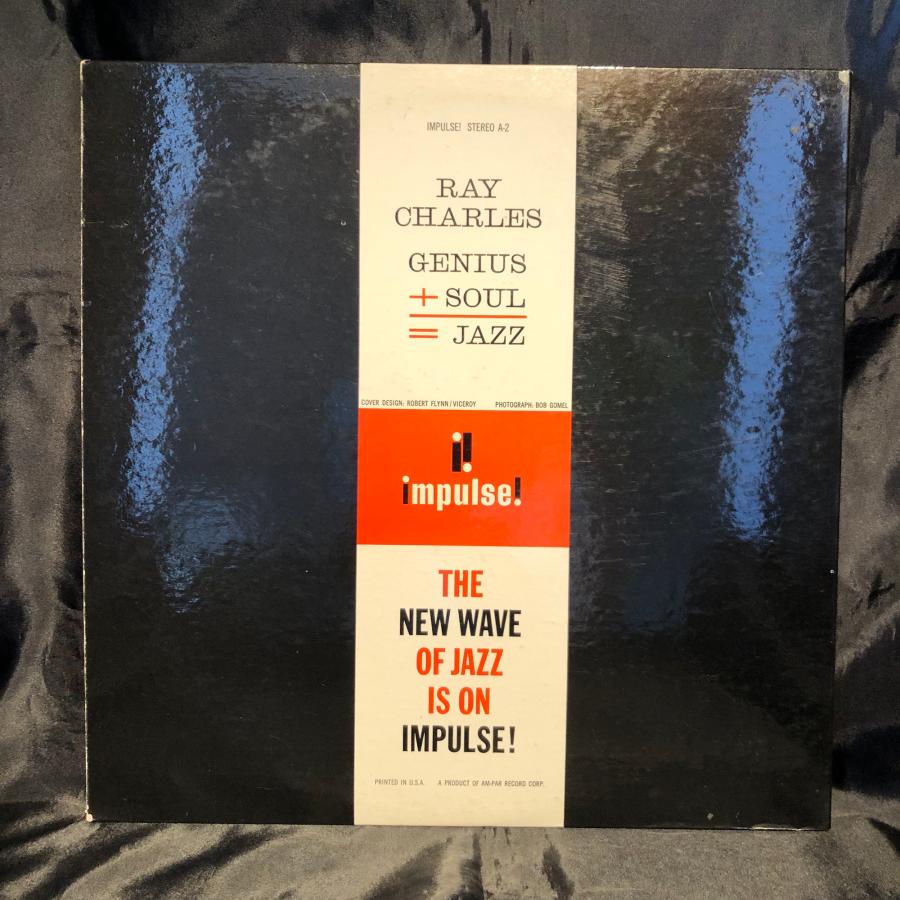 IMPULSE! STEREO A-2
RAY
CHARLES
GENIUS
+ SOUL
= JAZZ
COVER DESIGN: ROBERT FLYNN/VICEROY PHOTOGRAPH: BOB GOMEL
i!
impulse!
THE
NEW WAVE
OF JAZZ
IS ON
IMPULSE!
PRINTED IN U.S.A. A PRODUCT OF AM-PAR RECORD CORP.